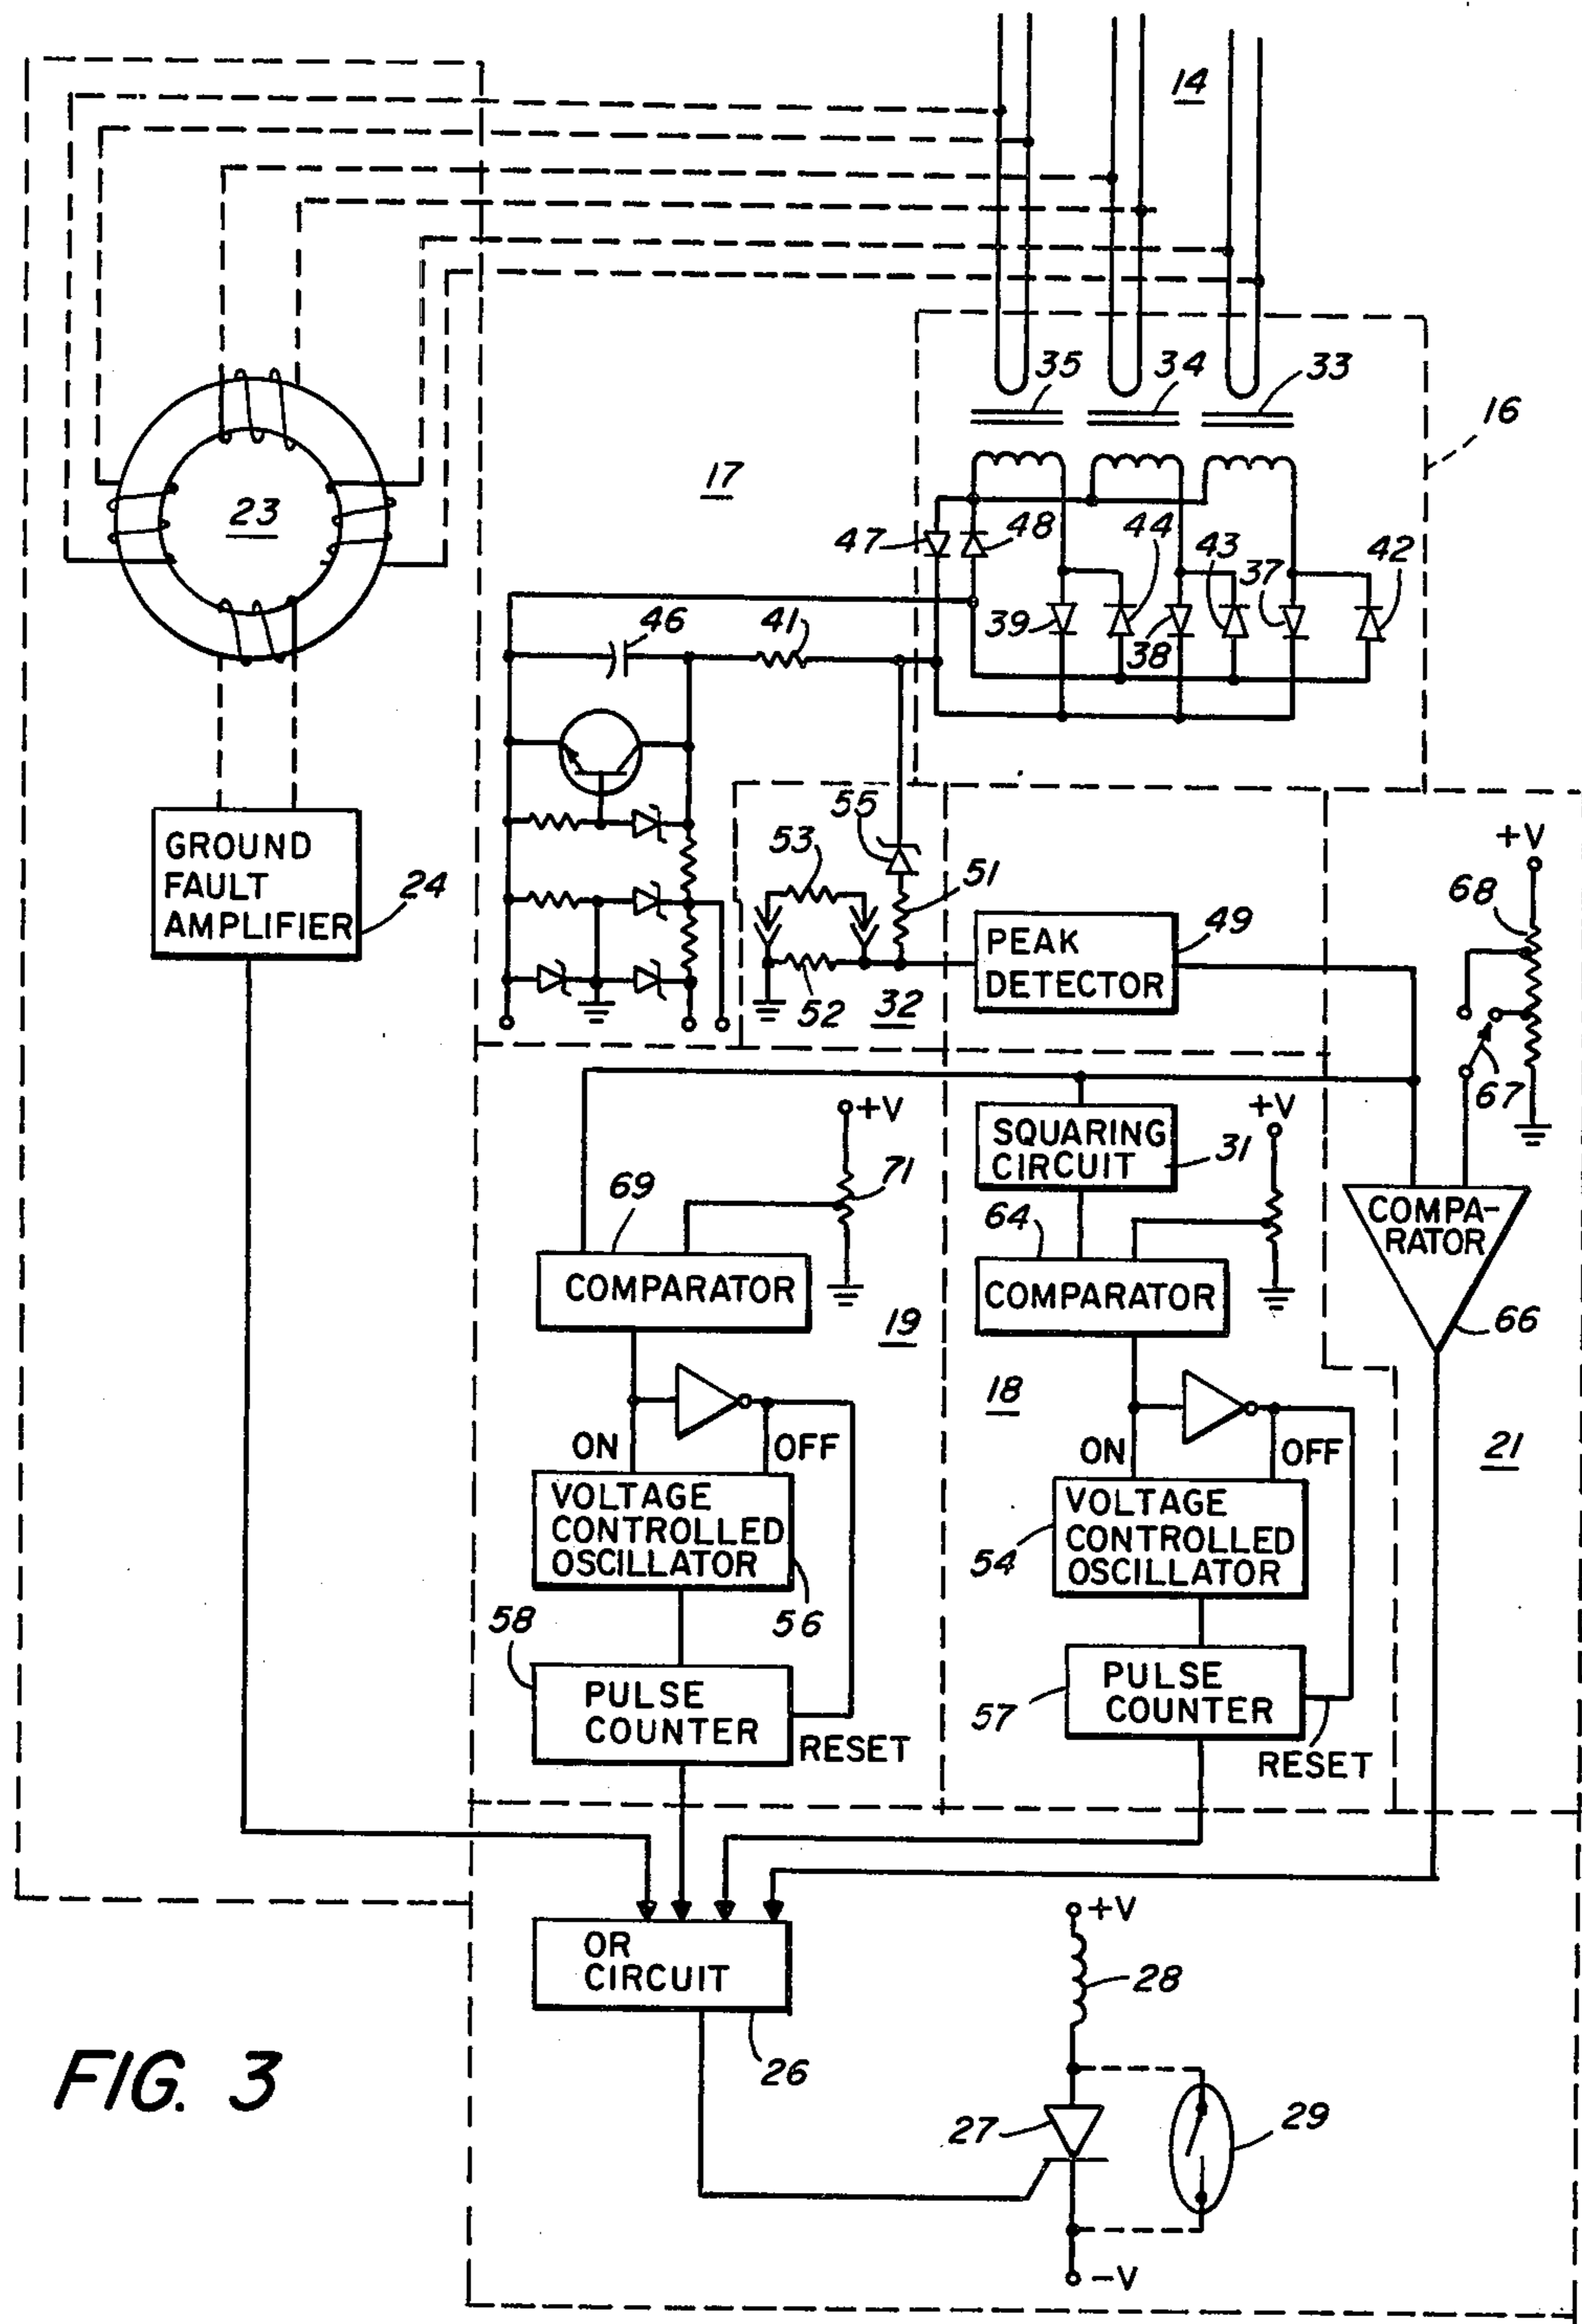 14
35
34
33
16
17
23
47
48
44
43
37
42
39
38
46
41
55
53
51
+V
68
GROUND
FAULT
AMPLIFIER
24
PEAK
DETECTOR
49
52
32
67
+V
71
SQUARING
CIRCUIT
31
+V
69
64
COMPA-
RATOR
COMPARATOR
COMPARATOR
66
19
18
21
ON
OFF
ON
OFF
VOLTAGE
CONTROLLED
OSCILLATOR
56
VOLTAGE
CONTROLLED
OSCILLATOR
54
58
PULSE
COUNTER
RESET
57
PULSE
COUNTER
RESET
OR
CIRCUIT
26
+V
28
27
29
-V
FIG. 3